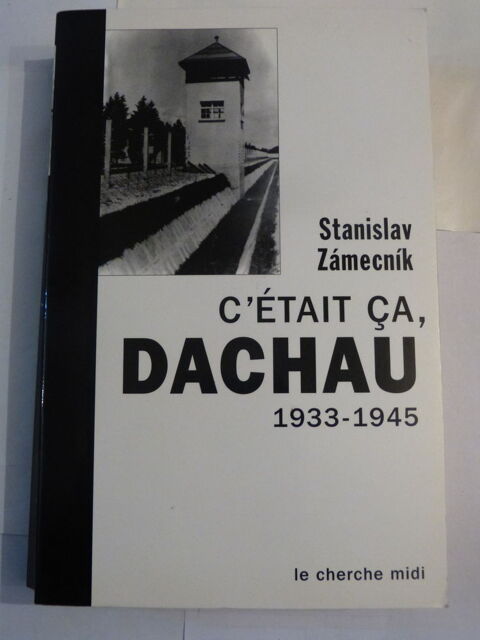 Stanislav
Zámecník
C'ÉTAIT ÇA,
DACHAU
1933-1945
le cherche midi